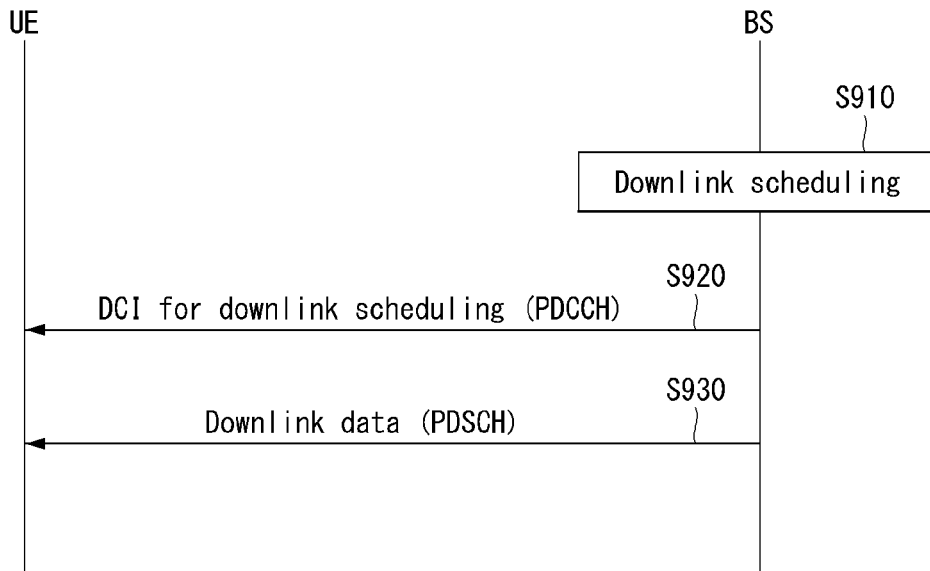 UE
BS
S910
Downlink scheduling
S920
DCI for downlink scheduling (PDCCH)
S930
Downlink data (PDSCH)